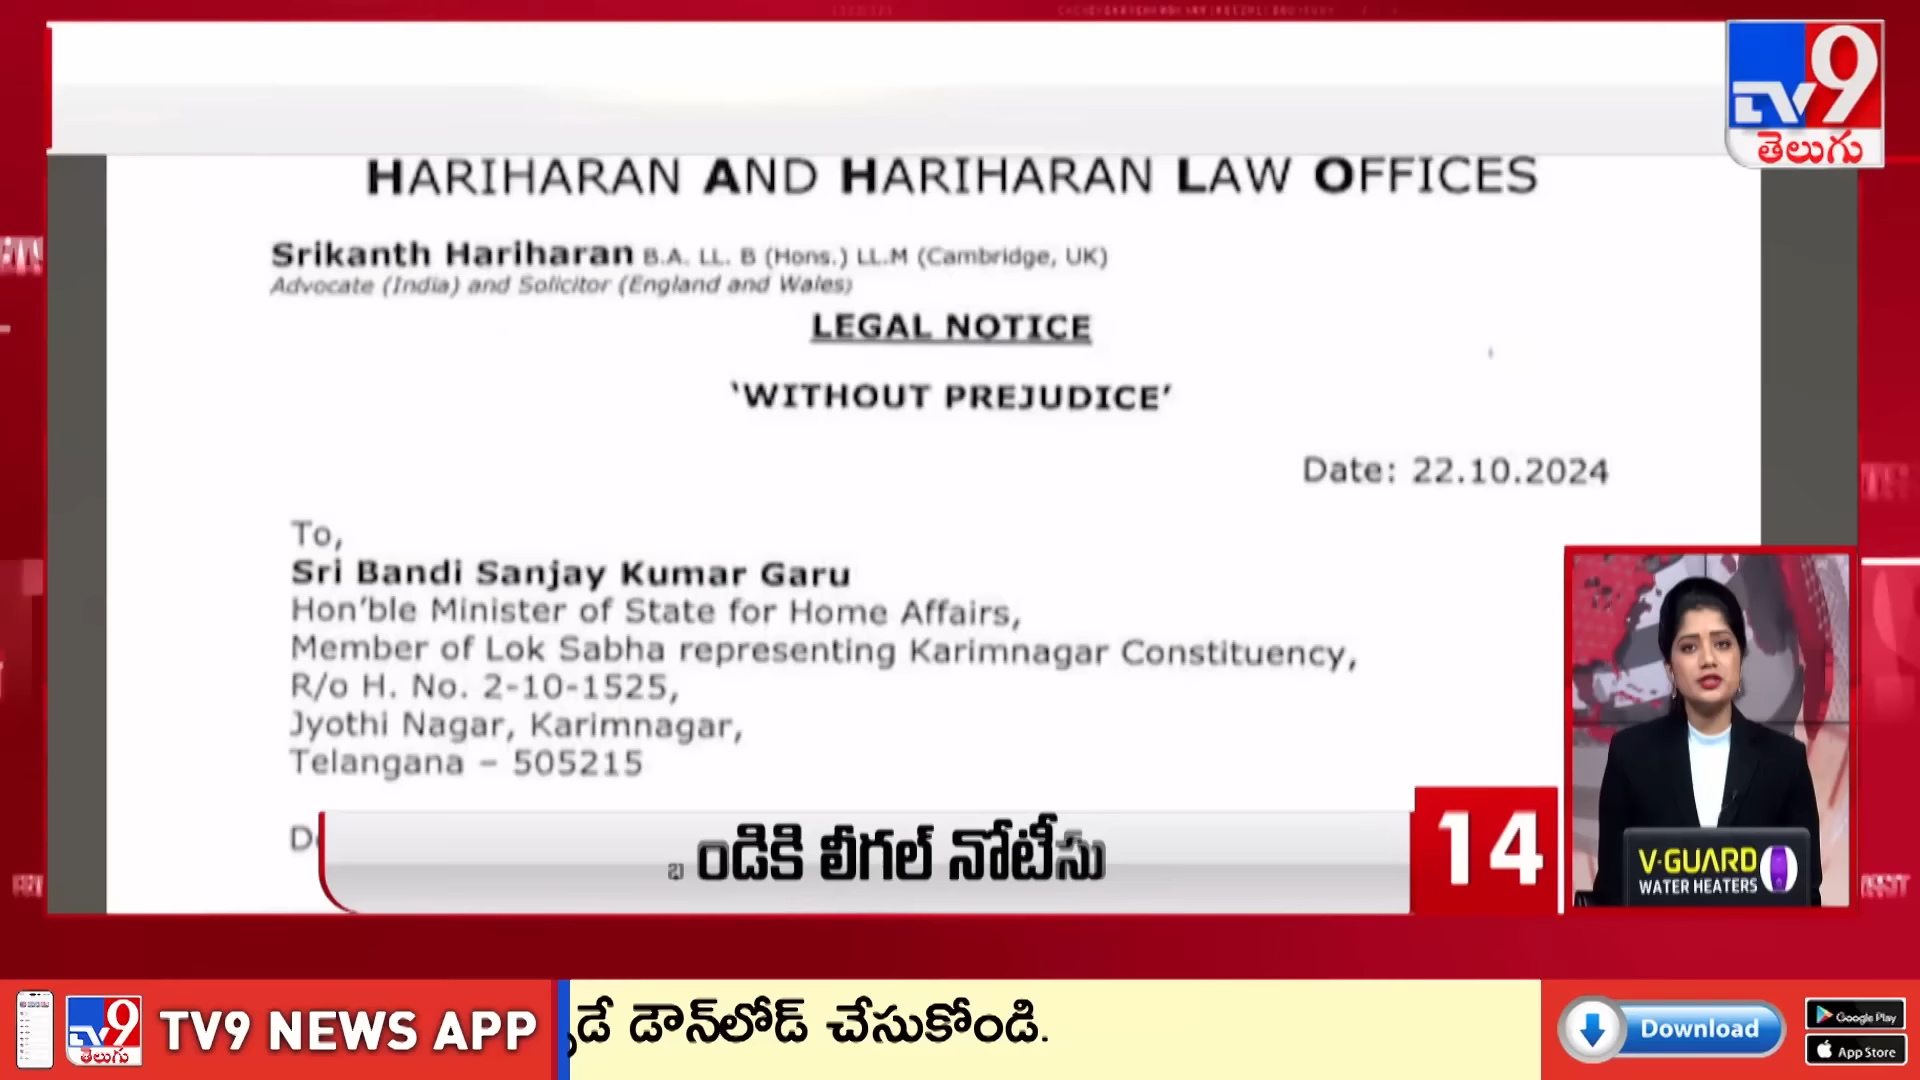 TV9
తెలుగు
HARIHARAN AND HARIHARAN LAW OFFICES
Srikanth Hariharan B.A. LL. B (Hons.) LL.M (Cambridge, UK)
Advocate (India) and Solicitor (England and Wales)
LEGAL NOTICE
‘WITHOUT PREJUDICE’
Date: 22.10.2024
To,
Sri Bandi Sanjay Kumar Garu
Hon’ble Minister of State for Home Affairs,
Member of Lok Sabha representing Karimnagar Constituency,
R/o H. No. 2-10-1525,
Jyothi Nagar, Karimnagar,
Telangana – 505215
బండికి లీగల్ నోటీసు
14
V-GUARD
WATER HEATERS
TV9
తెలుగు
TV9 NEWS APP
డే డౌన్‌లోడ్ చేసుకోండి.
Download
Google Play
App Store